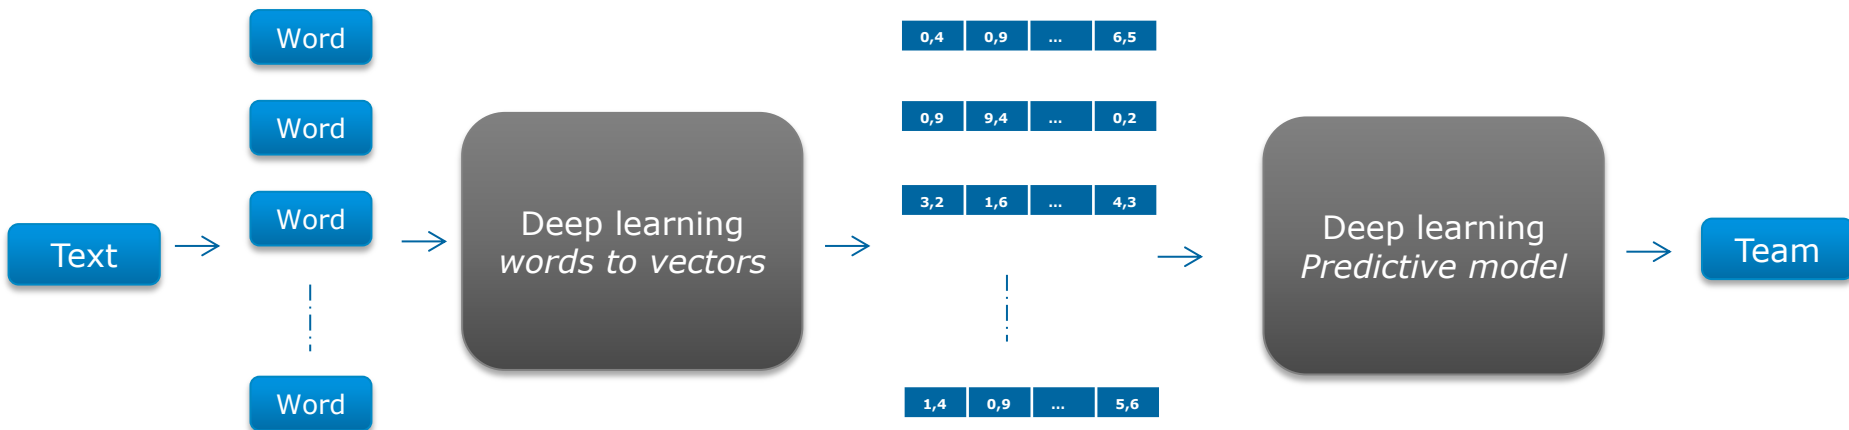 Text
Word
Word
Word
Word
Deep learning
words to vectors
0,4 0,9 ... 6,5
0,9 9,4 ... 0,2
3,2 1,6 ... 4,3
1,4 0,9 ... 5,6
Deep learning
Predictive model
Team